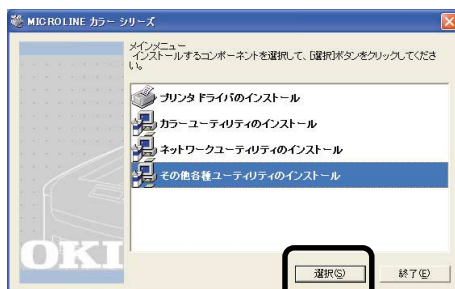 MICROLINE カラー シリーズ
メインメニュー
インストールするコンポーネントを選択して、[選択]ボタンをクリックしてくださ
い。
プリンタ ドライバのインストール
カラーユーティリティのインストール
ネットワークユーティリティのインストール
その他各種ユーティリティのインストール
OKI
選択(S)
終了(E)